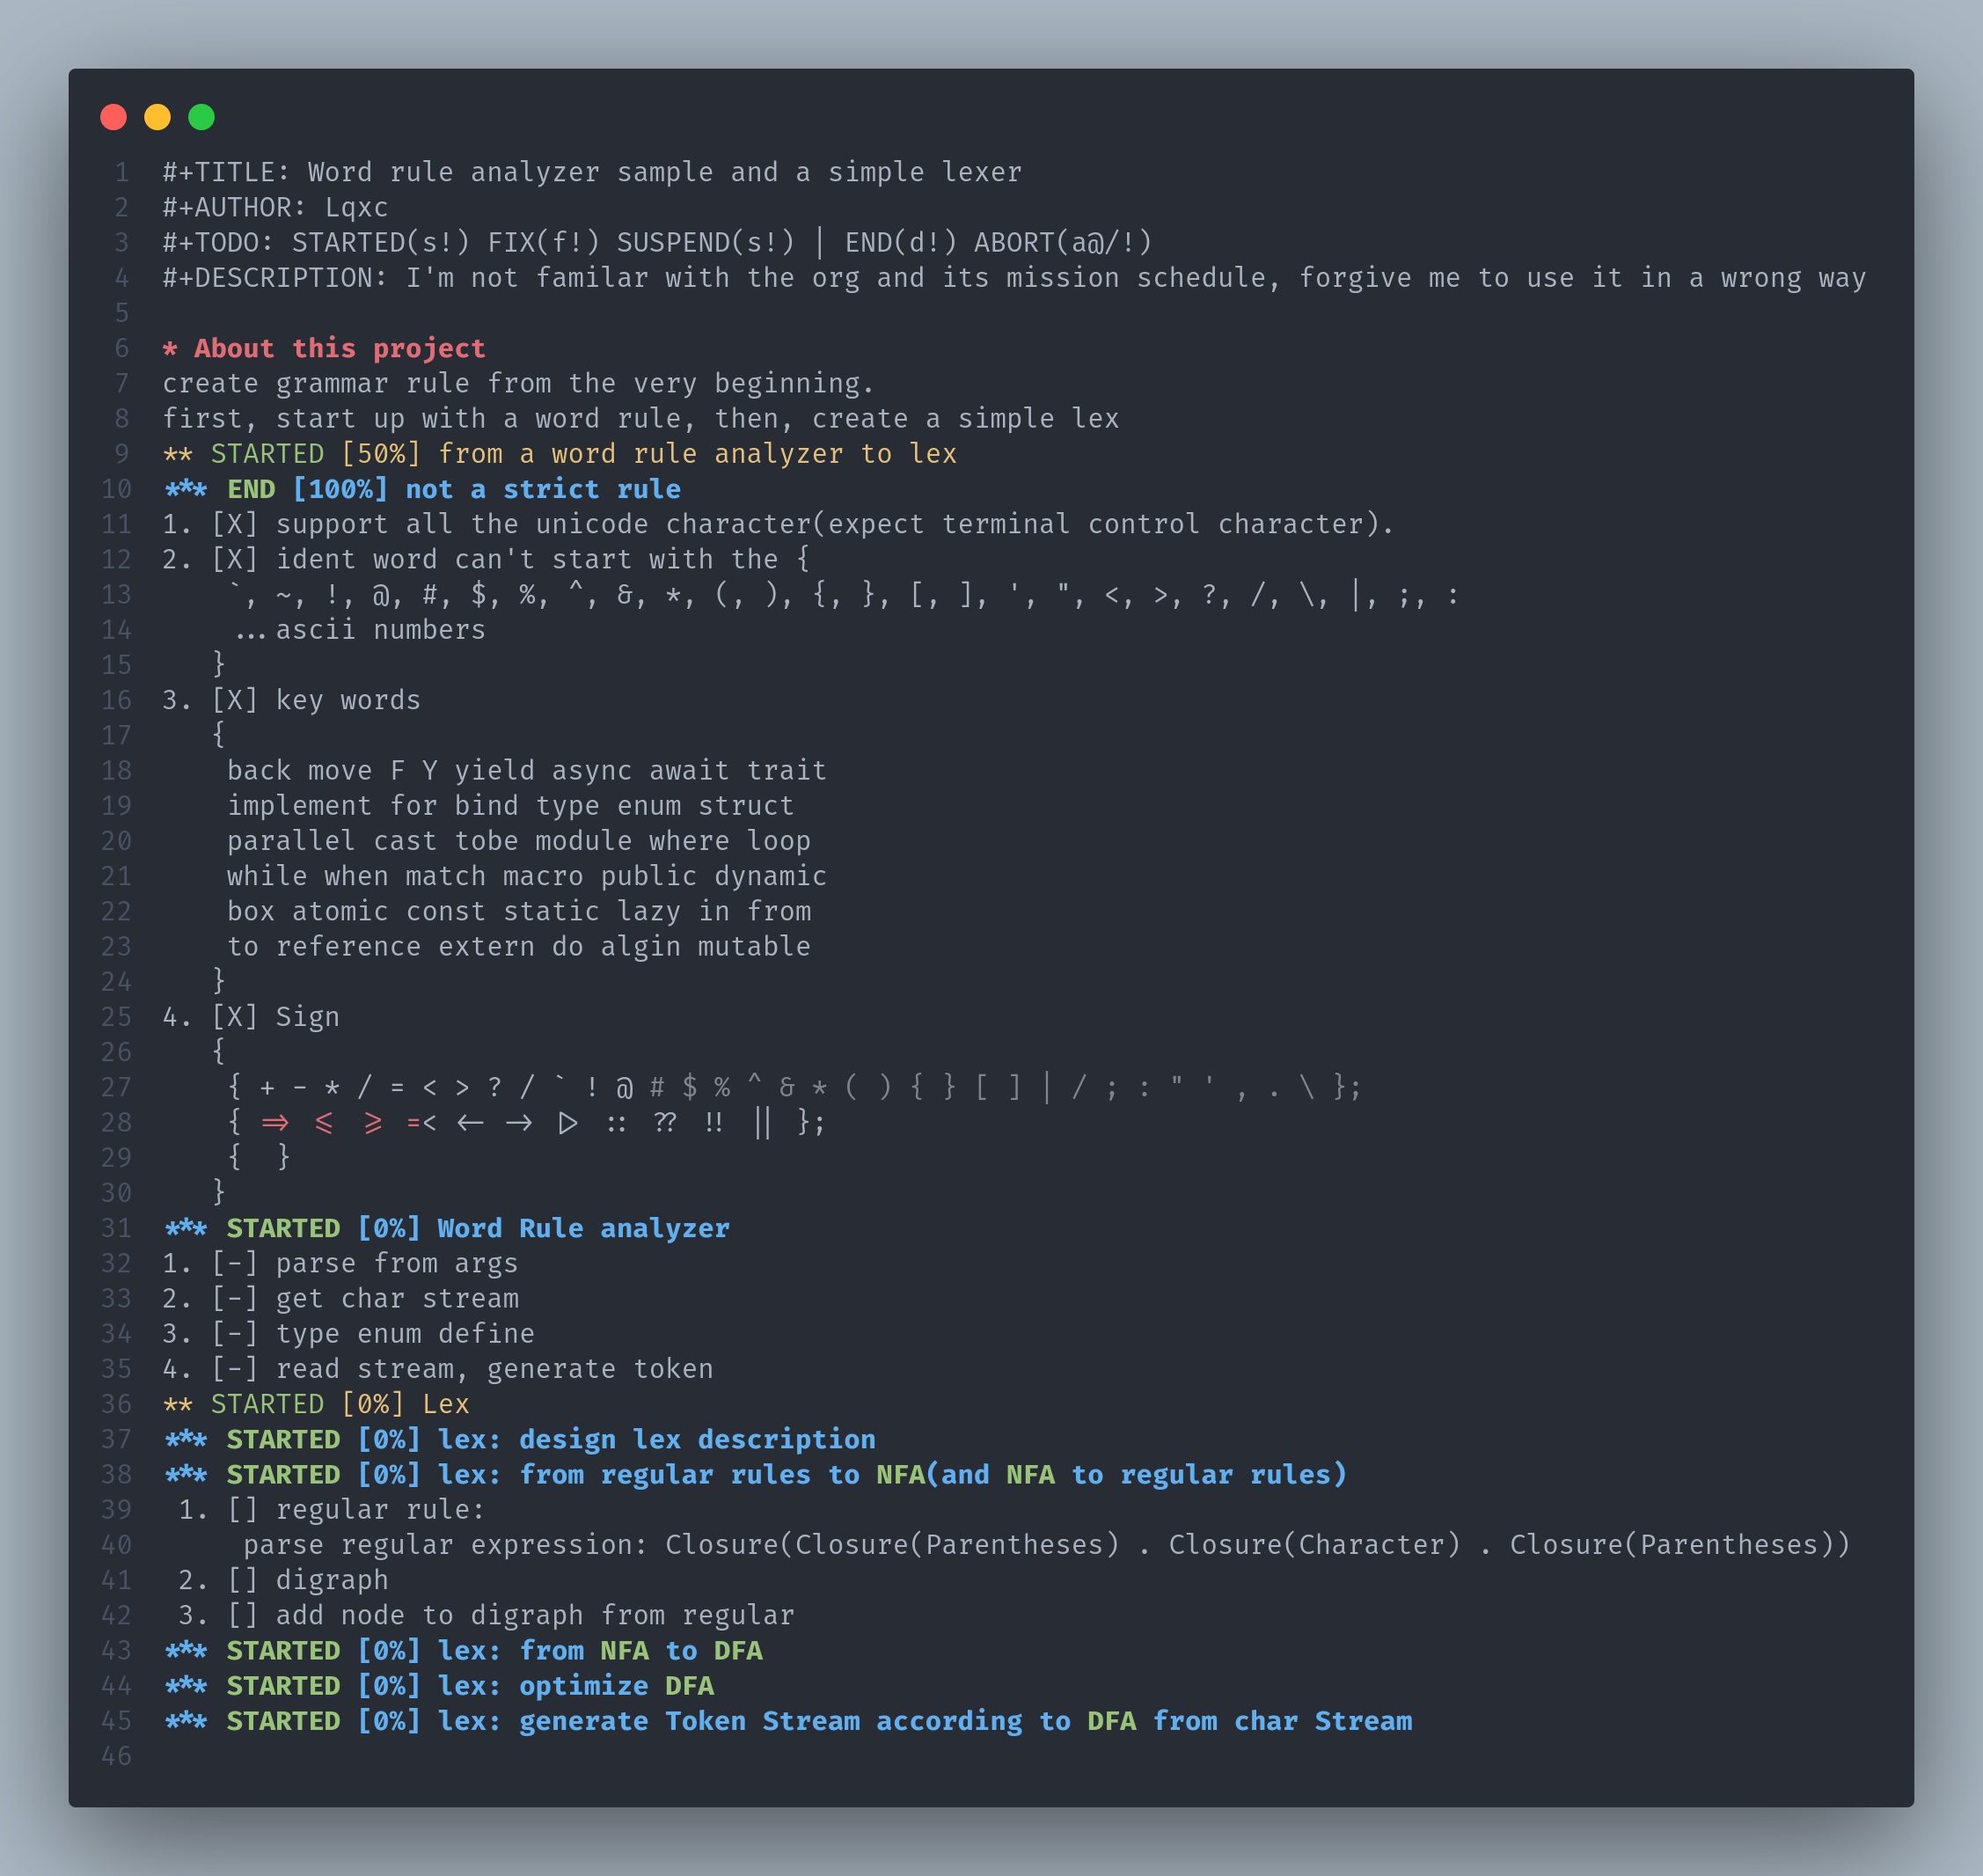 1 #+TITLE: Word rule analyzer sample and a simple lexer
2 #+AUTHOR: Lqxc
3 #+TODO: STARTED(s!) FIX(f!) SUSPEND(s!) | END(d!) ABORT(a@/!)
4 #+DESCRIPTION: I'm not familar with the org and its mission schedule, forgive me to use it in a wrong way
5
6 * About this project
7 create grammar rule from the very beginning.
8 first, start up with a word rule, then, create a simple lex
9 ** STARTED [50%] from a word rule analyzer to lex
10 *** END [100%] not a strict rule
11 1. [X] support all the unicode character(expect terminal control character).
12 2. [X] ident word can't start with the {
13     `, ~, !, @, #, $, %, ^, &, *, (, ), {, }, [, ], ', ", <, >, ?, /, \, |, ;, :
14     ...ascii numbers
15    }
16 3. [X] key words
17    {
18     back move F Y yield async await trait
19     implement for bind type enum struct
20     parallel cast tobe module where loop
21     while when match macro public dynamic
22     box atomic const static lazy in from
23     to reference extern do algin mutable
24    }
25 4. [X] Sign
26    {
27     { + - * / = < > ? / ` ! @ # $ % ^ & * ( ) { } [ ] | / ; : " ' , . \ };
28     { => <= >= =< <- -> |> :: ?? !! || };
29     {  }
30    }
31 *** STARTED [0%] Word Rule analyzer
32 1. [-] parse from args
33 2. [-] get char stream
34 3. [-] type enum define
35 4. [-] read stream, generate token
36 ** STARTED [0%] Lex
37 *** STARTED [0%] lex: design lex description
38 *** STARTED [0%] lex: from regular rules to NFA(and NFA to regular rules)
39  1. [] regular rule:
40      parse regular expression: Closure(Closure(Parentheses) . Closure(Character) . Closure(Parentheses))
41  2. [] digraph
42  3. [] add node to digraph from regular
43 *** STARTED [0%] lex: from NFA to DFA
44 *** STARTED [0%] lex: optimize DFA
45 *** STARTED [0%] lex: generate Token Stream according to DFA from char Stream
46